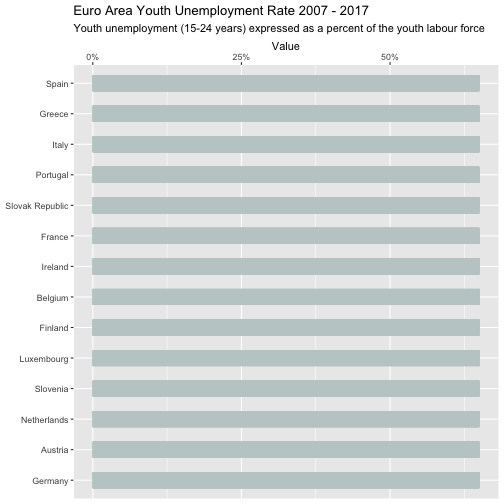 Euro Area Youth Unemployment Rate 2007 - 2017
Youth unemployment (15-24 years) expressed as a percent of the youth labour force
Value
0% 25% 50%
Spain
Greece
Italy
Portugal
Slovak Republic
France
Ireland
Belgium
Finland
Luxembourg
Slovenia
Netherlands
Austria
Germany